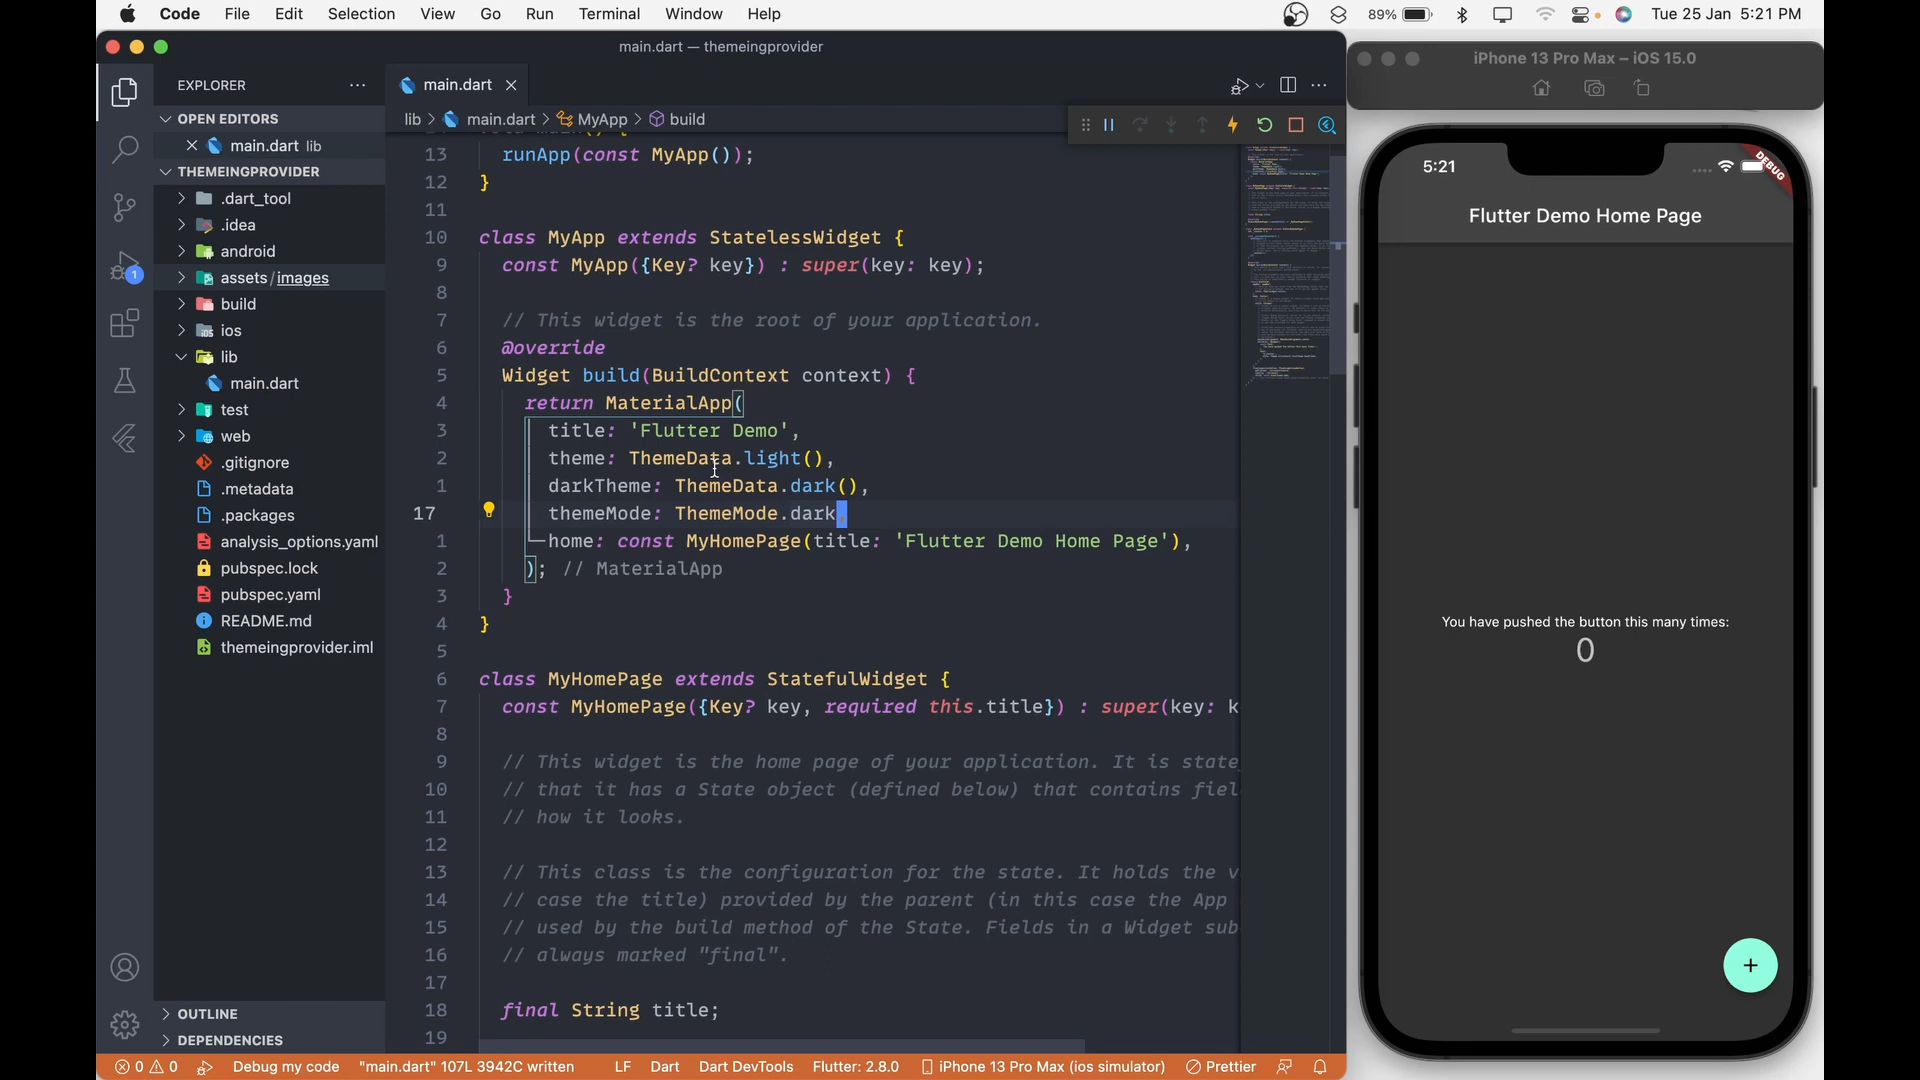 Code File Edit Selection View Go Run Terminal Window Help 89% Tue 25 Jan 5:21 PM
main.dart — themeingprovider
EXPLORER
OPEN EDITORS
main.dart lib
THEMEINGPROVIDER
.dart_tool
.idea
android
assets/images
build
ios
lib
main.dart
test
web
.gitignore
.metadata
.packages
analysis_options.yaml
pubspec.lock
pubspec.yaml
README.md
themeingprovider.iml
OUTLINE
DEPENDENCIES
1
main.dart
lib > main.dart > MyApp > build
13 runApp(const MyApp());
12 }
11
10 class MyApp extends StatelessWidget {
9 const MyApp({Key? key}) : super(key: key);
8
7 // This widget is the root of your application.
6 @override
5 Widget build(BuildContext context) {
4 return MaterialApp(
3 title: 'Flutter Demo',
2 theme: ThemeData.light(),
1 darkTheme: ThemeData.dark(),
17 themeMode: ThemeMode.dark,
1 home: const MyHomePage(title: 'Flutter Demo Home Page'),
2 ); // MaterialApp
3 }
4 }
5
6 class MyHomePage extends StatefulWidget {
7 const MyHomePage({Key? key, required this.title}) : super(key: k
8
9 // This widget is the home page of your application. It is state
10 // that it has a State object (defined below) that contains fiel
11 // how it looks.
12
13 // This class is the configuration for the state. It holds the v
14 // case the title) provided by the parent (in this case the App
15 // used by the build method of the State. Fields in a Widget sub
16 // always marked "final".
17
18 final String title;
19
0 0 Debug my code "main.dart" 107L 3942C written LF Dart Dart DevTools Flutter: 2.8.0 iPhone 13 Pro Max (ios simulator) Prettier
iPhone 13 Pro Max – iOS 15.0
5:21
DEBUG
Flutter Demo Home Page
You have pushed the button this many times:
0
+